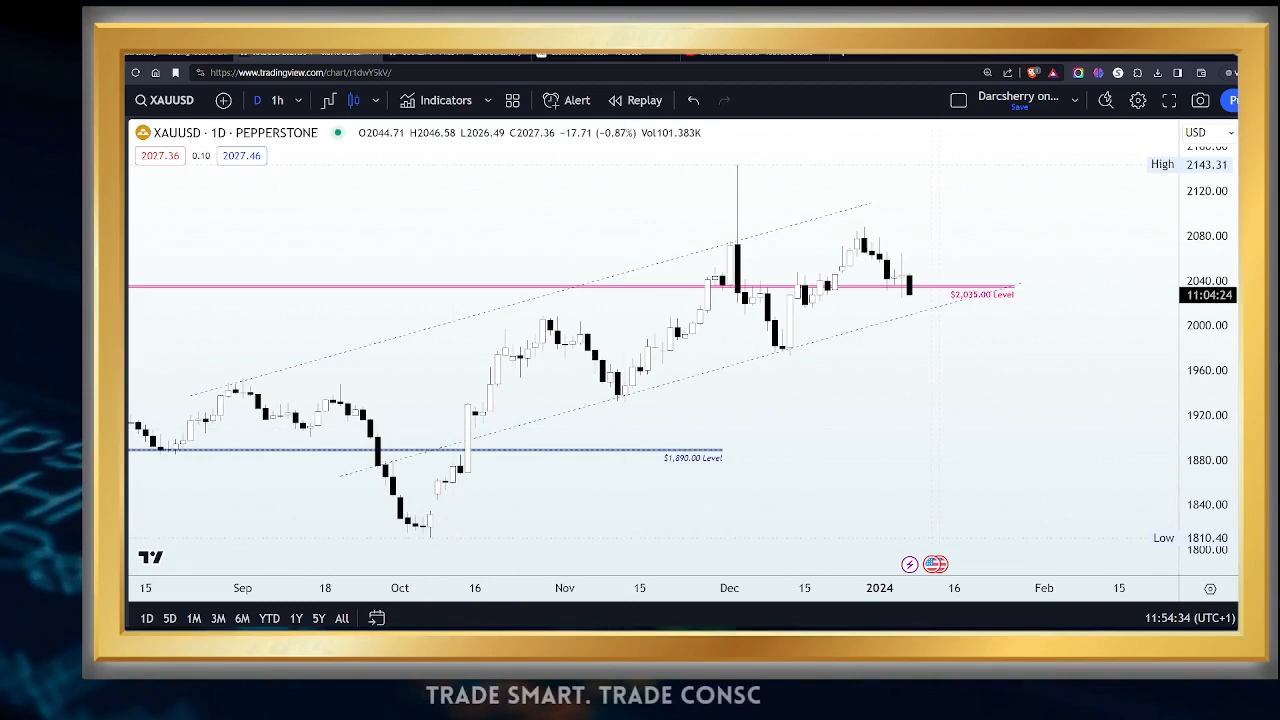 https://www.tradingview.com/chart/r1dwY5kV/
XAUUSD D 1h Indicators Alert Replay Darcsherry on... Save
XAUUSD · 1D · PEPPERSTONE O2044.71 H2046.58 L2026.49 C2027.36 −17.71 (−0.87%) Vol101.383K USD
2027.36 0.10 2027.46
High 2143.31
2120.00
2080.00
2040.00
$2,035.00 Level 11:04:24
2000.00
1960.00
1920.00
$1,890.00 Level 1880.00
1840.00
Low 1810.40
1800.00
15 Sep 18 Oct 16 Nov 15 Dec 15 2024 16 Feb 15
1D 5D 1M 3M 6M YTD 1Y 5Y All 11:54:34 (UTC+1)
TRADE SMART. TRADE CONSC